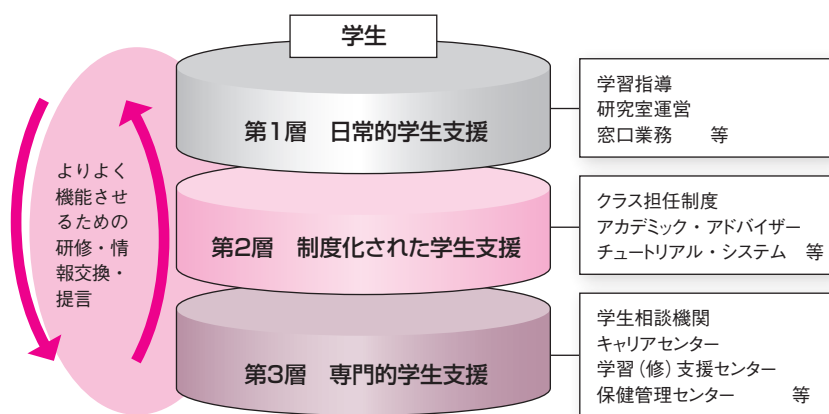 学生
第1層 日常的学生支援
学習指導
研究室運営
窓口業務 等
よりよく
機能させ
るための
研修・情
報交換・
提言
第2層 制度化された学生支援
クラス担任制度
アカデミック・アドバイザー
チュートリアル・システム 等
第3層 専門的学生支援
学生相談機関
キャリアセンター
学習(修)支援センター
保健管理センター 等